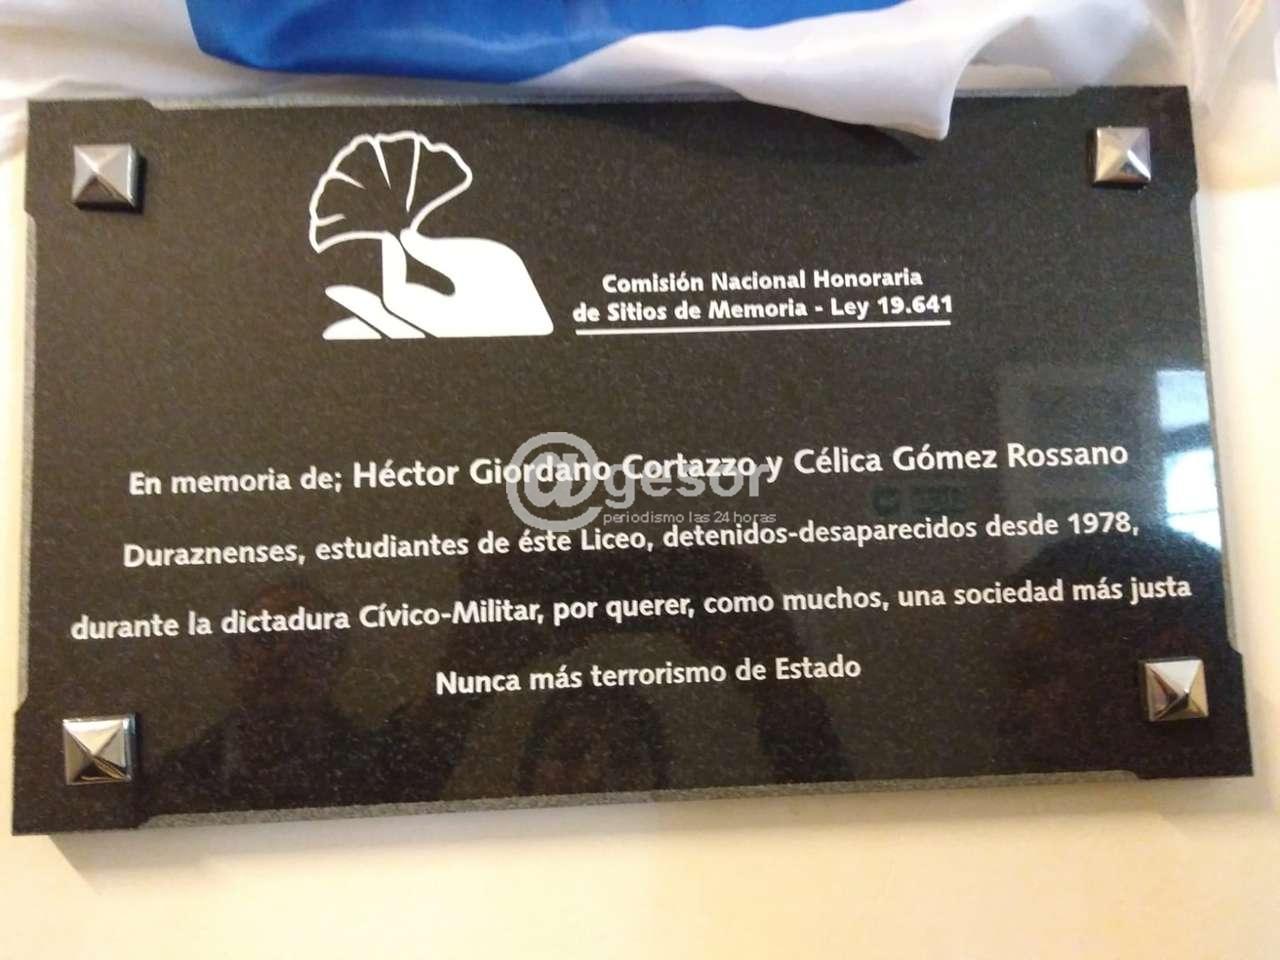 Comisión Nacional Honoraria
de Sitios de Memoria - Ley 19.641
En memoria de; Héctor Giordano Cortazzo y Célica Gómez Rossano
@gesor
periodismo las 24 horas
Duraznenses, estudiantes de éste Liceo, detenidos-desaparecidos desde 1978,
durante la dictadura Cívico-Militar, por querer, como muchos, una sociedad más justa
Nunca más terrorismo de Estado